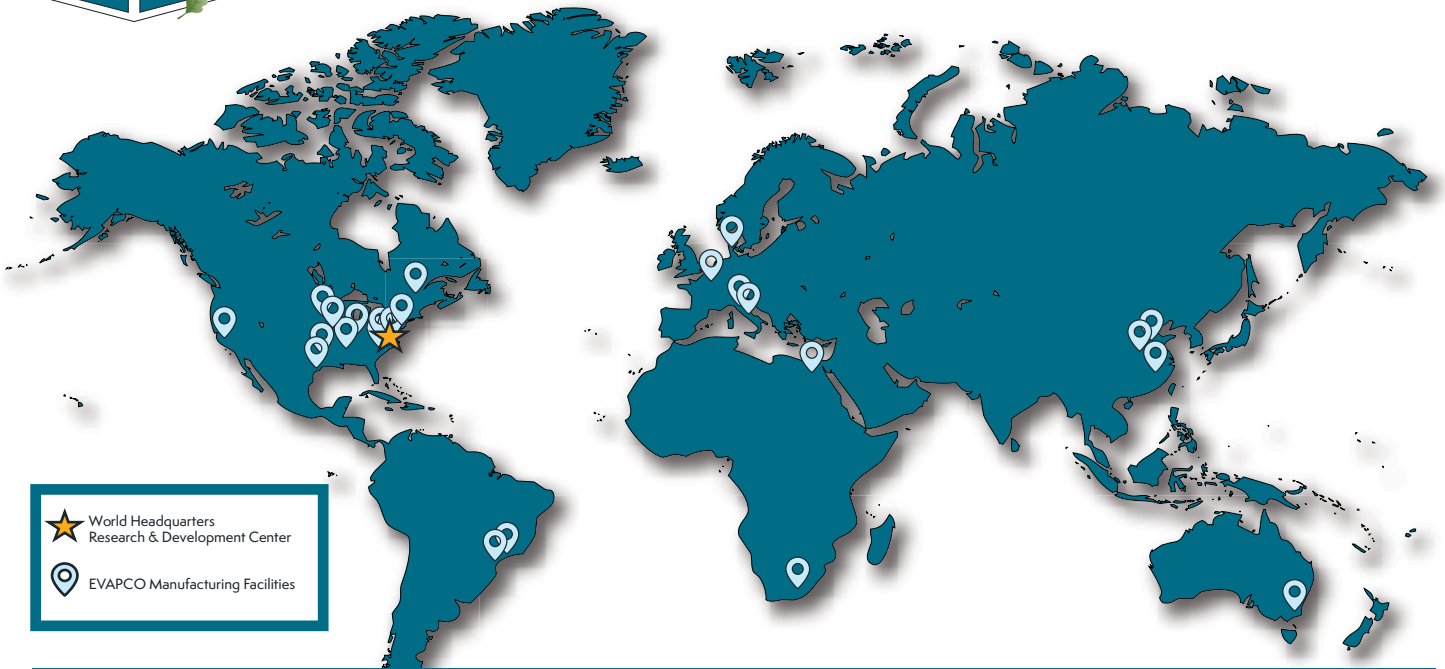 World Headquarters
Research & Development Center
EVAPCO Manufacturing Facilities